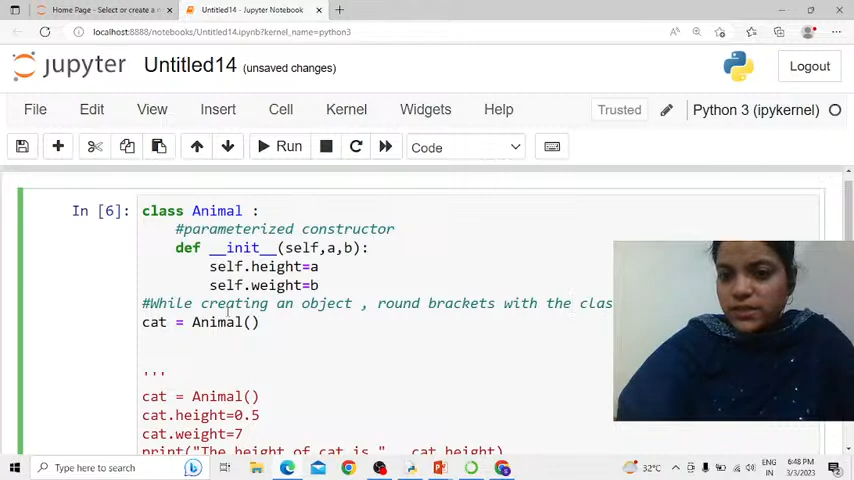 Home Page - Select or create a n
Untitled14 - Jupyter Notebook
localhost:8888/notebooks/Untitled14.ipynb?kernel_name=python3
jupyter Untitled14 (unsaved changes)
Logout
File Edit View Insert Cell Kernel Widgets Help
Trusted
Python 3 (ipykernel)
Run
Code
In [6]: class Animal :
#parameterized constructor
def __init__(self,a,b):
self.height=a
self.weight=b
#While creating an object , round brackets with the clas
cat = Animal()
'''
cat = Animal()
cat.height=0.5
cat.weight=7
print("The height of cat is " , cat.height)
Type here to search
32°C
ENG
IN
6:48 PM
3/3/2023